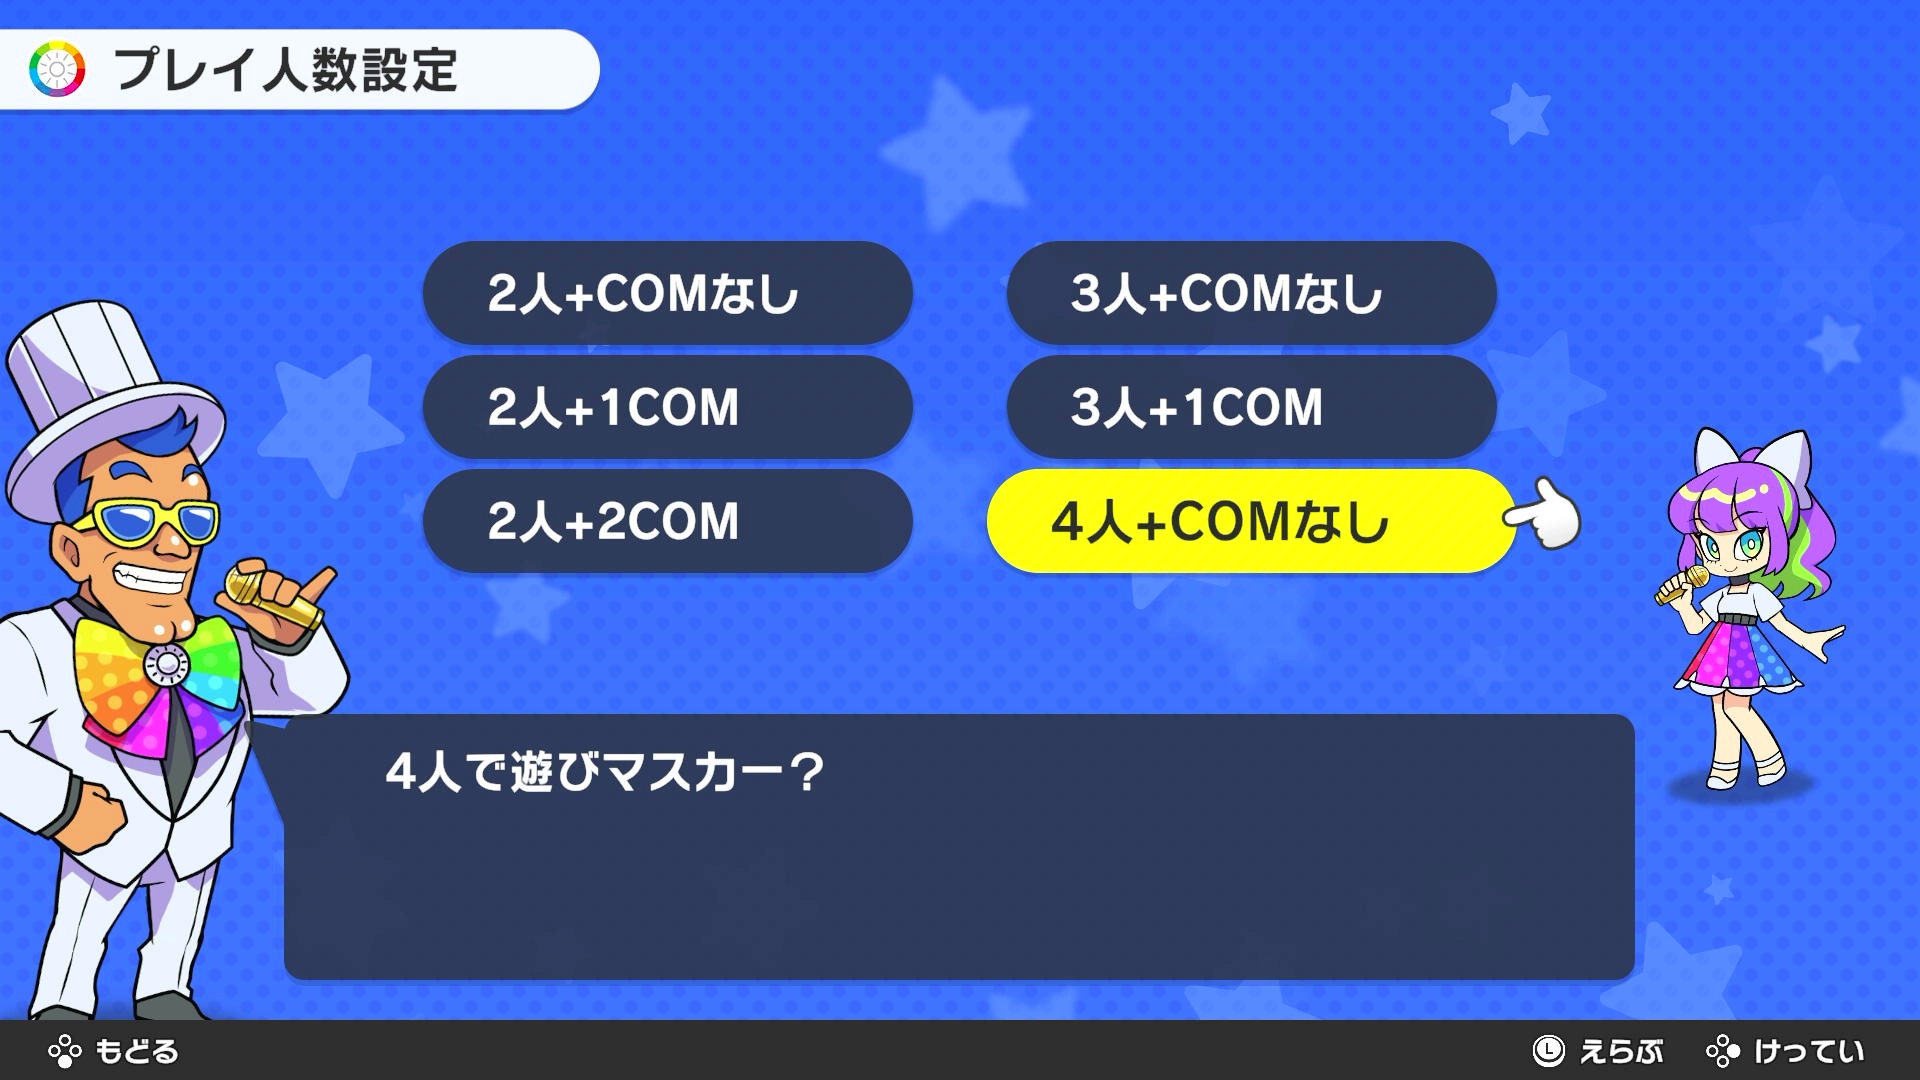 プレイ人数設定
2人+COMなし
3人+COMなし
2人+1COM
3人+1COM
2人+2COM
4人+COMなし
4人で遊びマスカー？
もどる
L えらぶ
けってい